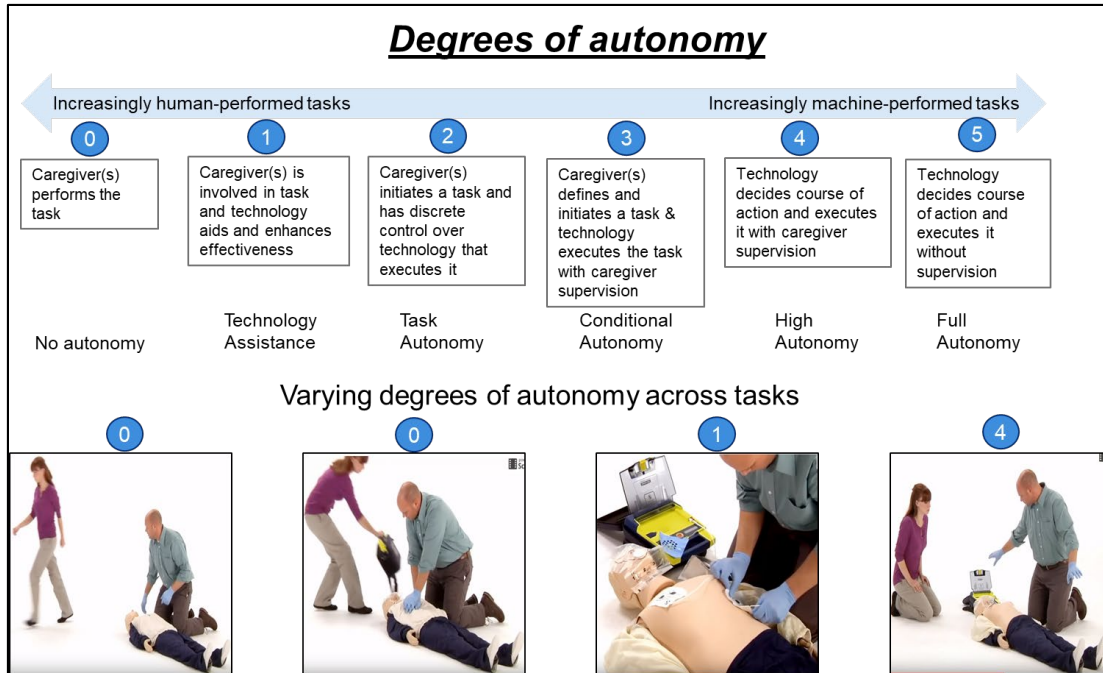 Degrees of autonomy
Increasingly human-performed tasks
Increasingly machine-performed tasks
0
Caregiver(s)
performs the
task
No autonomy
1
Caregiver(s) is
involved in task
and technology
aids and enhances
effectiveness
Technology
Assistance
2
Caregiver(s)
initiates a task and
has discrete
control over
technology that
executes it
Task
Autonomy
3
Caregiver(s)
defines and
initiates a task &
technology
executes the task
with caregiver
supervision
Conditional
Autonomy
4
Technology
decides course of
action and executes
it with caregiver
supervision
High
Autonomy
5
Technology
decides course
of action and
executes it
without
supervision
Full
Autonomy
Varying degrees of autonomy across tasks
0
0
1
4